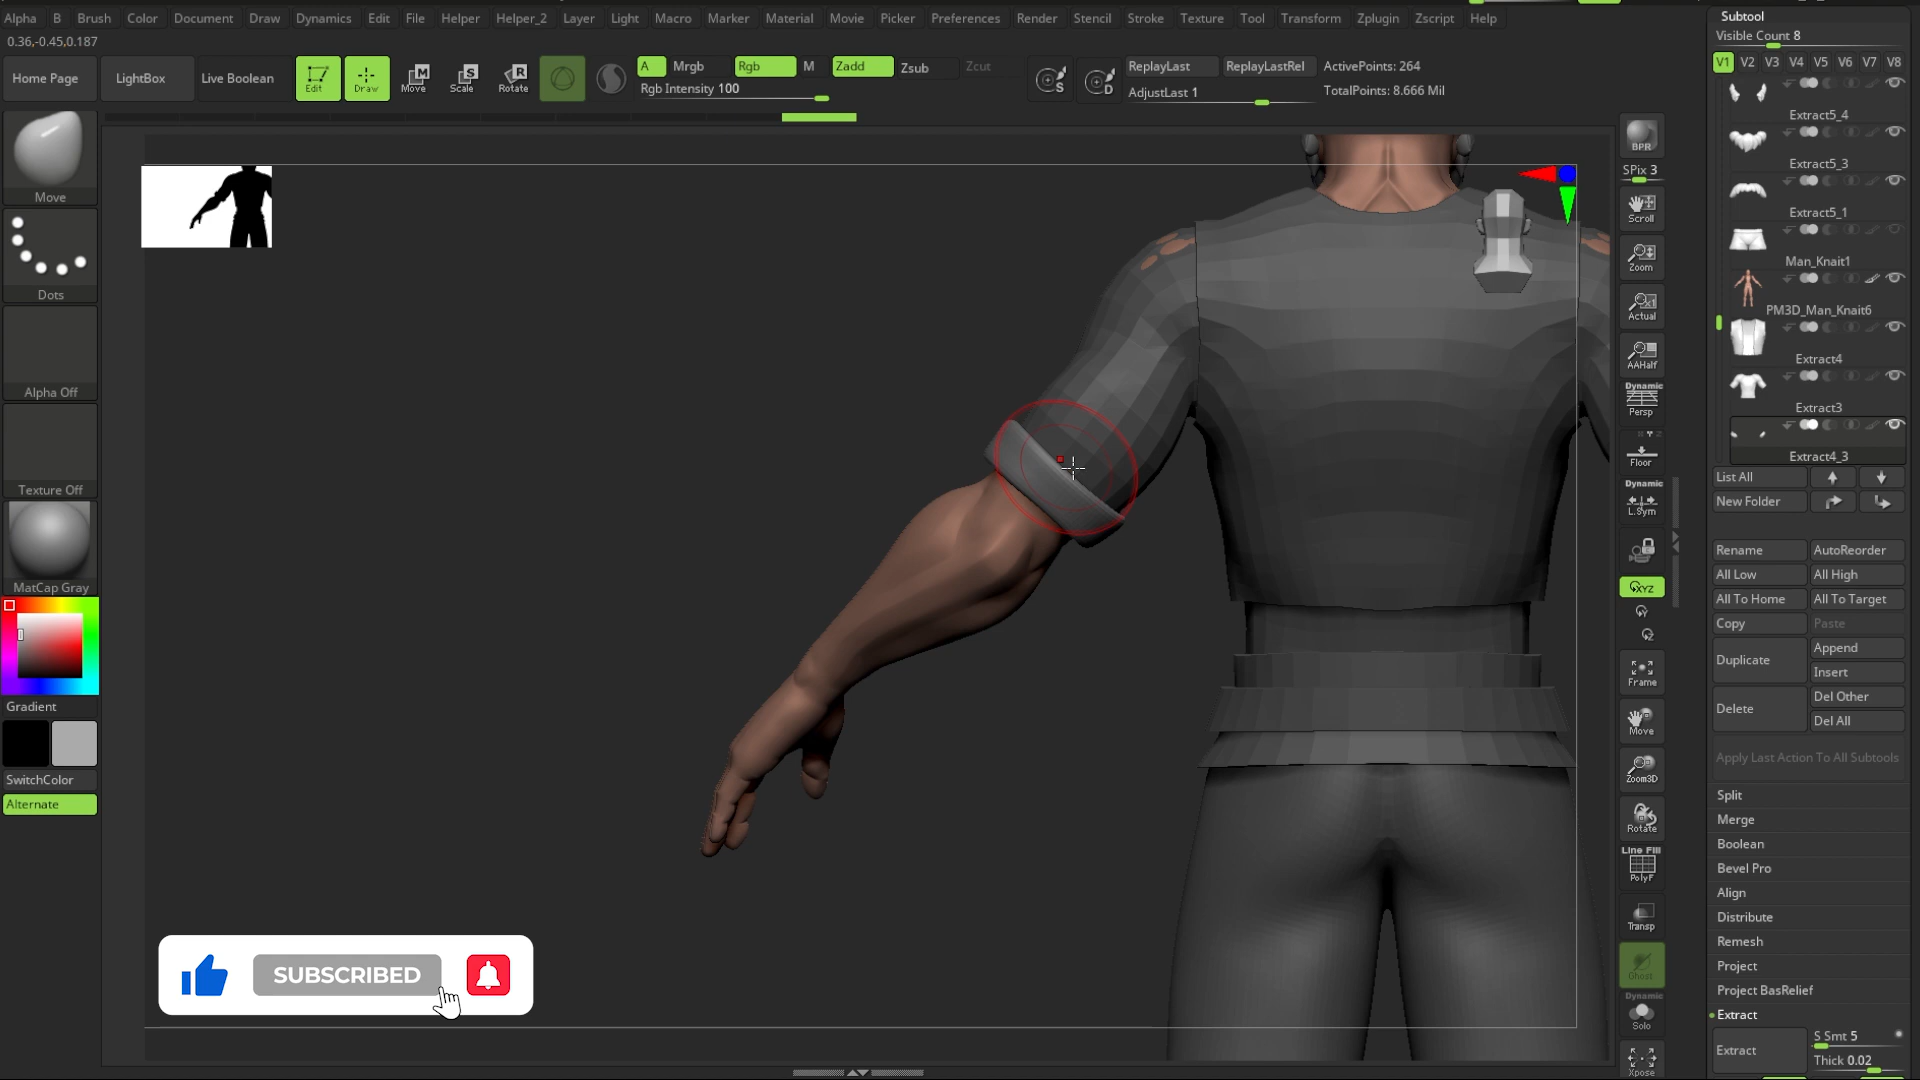 Alpha B Brush Color Document Draw Dynamics Edit File Helper Helper_2 Layer Light Macro Marker Material Movie Picker Preferences Render Stencil Stroke Texture Tool Transform Zplugin Zscript Help
0.36,-0.45,0.187
Home Page LightBox Live Boolean Edit Draw Move Scale Rotate
A Mrgb Rgb M Zadd Zsub Zcut
Rgb Intensity 100
ReplayLast ReplayLastRel ActivePoints: 264
AdjustLast 1 TotalPoints: 8.666 Mil
Move
Dots
Alpha Off
Texture Off
MatCap Gray
Gradient
SwitchColor
Alternate
SUBSCRIBED
BPR
SPix 3
Scroll
Zoom
Actual
AAHalf
Dynamic
Persp
Floor
Dynamic
L.Sym
XYZ
Frame
Move
Zoom3D
Rotate
Line Fill
PolyF
Transp
Ghost
Dynamic
Solo
Xpose
Subtool
Visible Count 8
V1 V2 V3 V4 V5 V6 V7 V8
Extract5_4
Extract5_3
Extract5_1
Man_Knait1
PM3D_Man_Knait6
Extract4
Extract3
Extract4_3
List All
New Folder
Rename AutoReorder
All Low All High
All To Home All To Target
Copy Paste
Duplicate Append
Insert
Delete Del Other
Del All
Apply Last Action To All Subtools
Split
Merge
Boolean
Bevel Pro
Align
Distribute
Remesh
Project
Project BasRelief
Extract
Extract S Smt 5
Thick 0.02